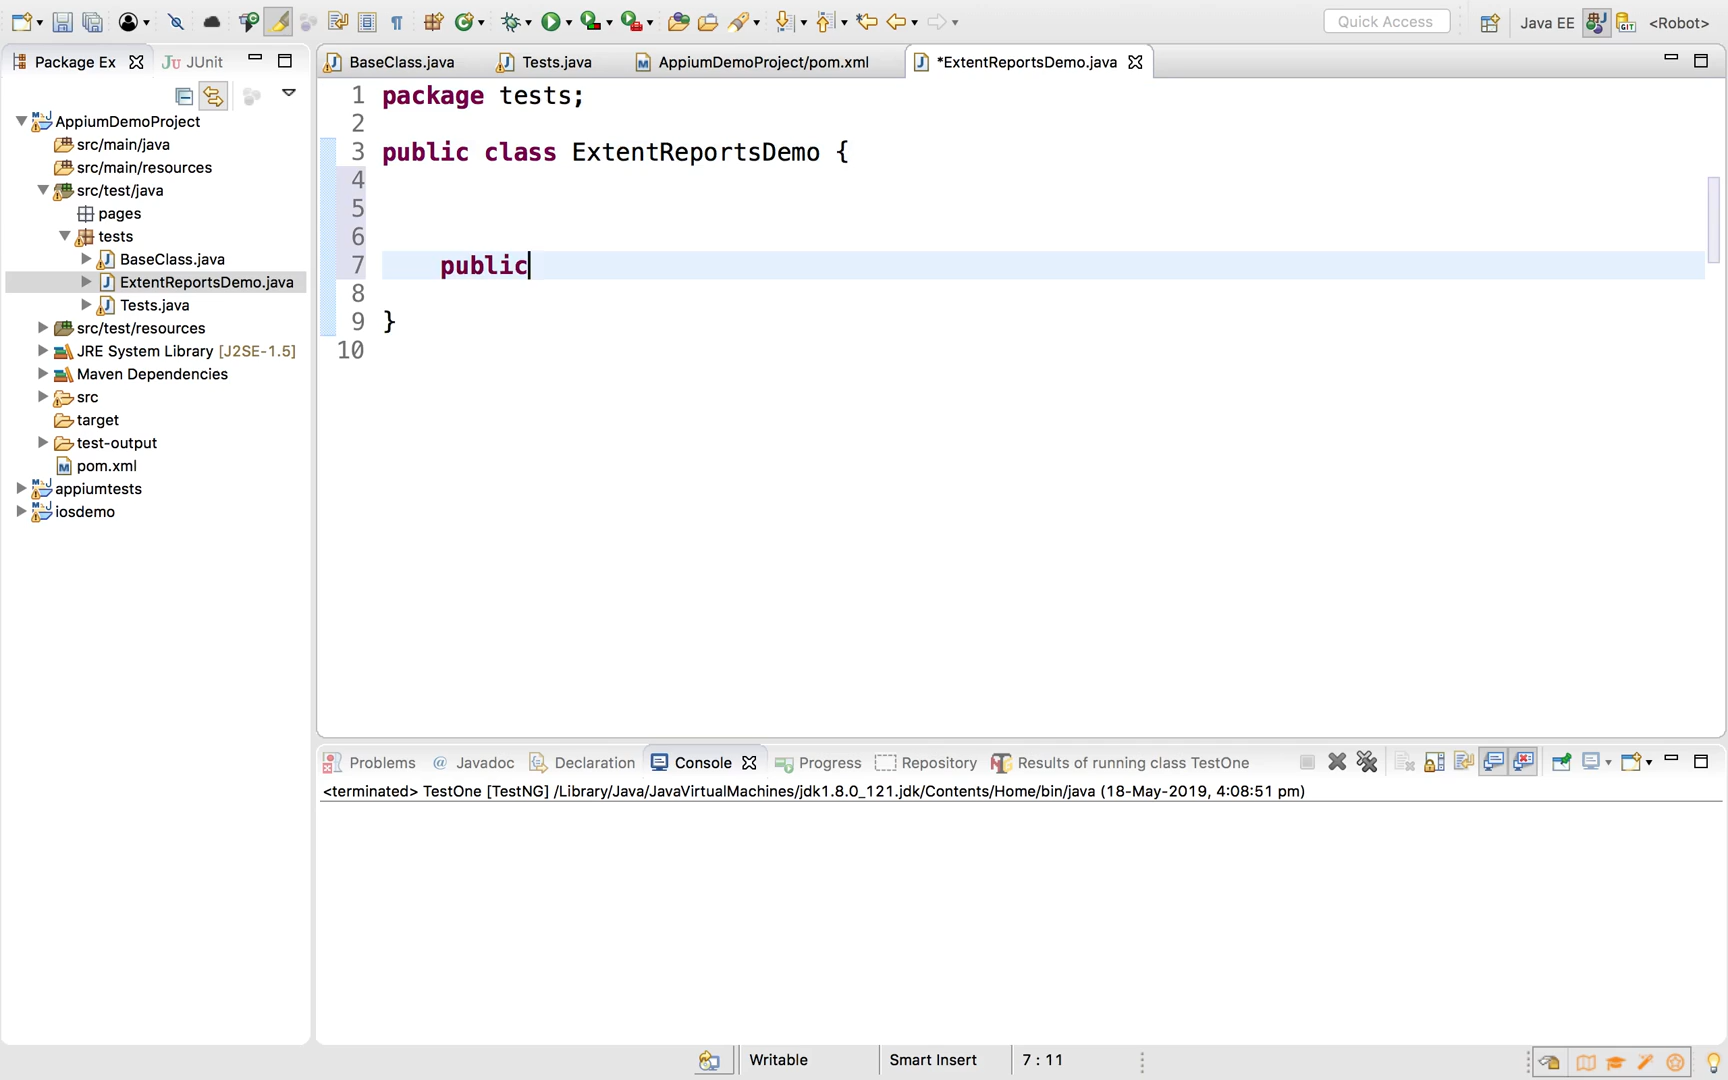 Quick Access
Java EE
<Robot>
Package Ex
JUnit
BaseClass.java
Tests.java
AppiumDemoProject/pom.xml
*ExtentReportsDemo.java
AppiumDemoProject
src/main/java
src/main/resources
src/test/java
pages
tests
BaseClass.java
ExtentReportsDemo.java
Tests.java
src/test/resources
JRE System Library [J2SE-1.5]
Maven Dependencies
src
target
test-output
pom.xml
appiumtests
iosdemo
1 package tests;
2
3 public class ExtentReportsDemo {
4
5
6
7 public
8
9 }
10
Problems
@ Javadoc
Declaration
Console
Progress
Repository
Results of running class TestOne
<terminated> TestOne [TestNG] /Library/Java/JavaVirtualMachines/jdk1.8.0_121.jdk/Contents/Home/bin/java (18-May-2019, 4:08:51 pm)
Writable
Smart Insert
7 : 11